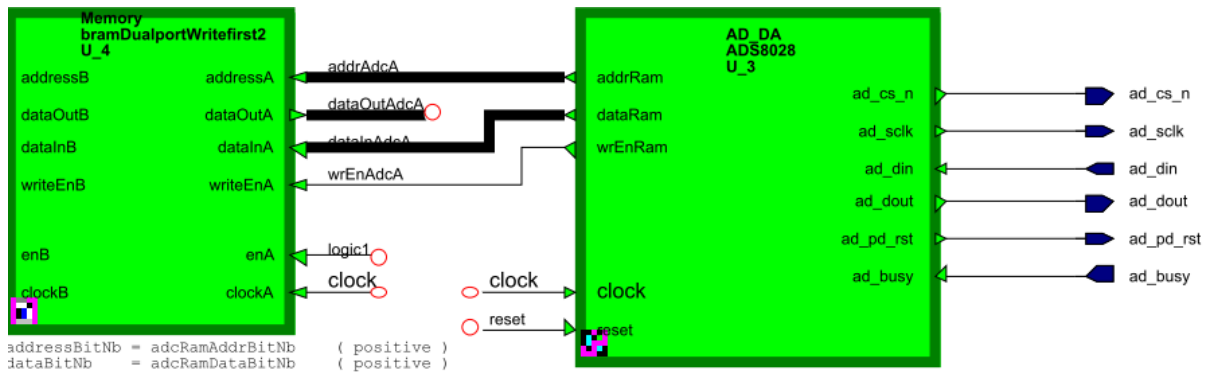 Memory
bramDualportWritefirst2
U_4
addressB addressA
dataOutB dataOutA
dataInB dataInA
writeEnB writeEnA
enB enA
clockB clockA
addrAdcA
dataOutAdcA
dataInAdcA
wrEnAdcA
logic1
clock
addressBitNb = adcRamAddrBitNb ( positive )
dataBitNb = adcRamDataBitNb ( positive )
AD_DA
ADS8028
U_3
addrRam
dataRam
wrEnRam
clock clock
reset reset
ad_cs_n ad_cs_n
ad_sclk ad_sclk
ad_din ad_din
ad_dout ad_dout
ad_pd_rst ad_pd_rst
ad_busy ad_busy